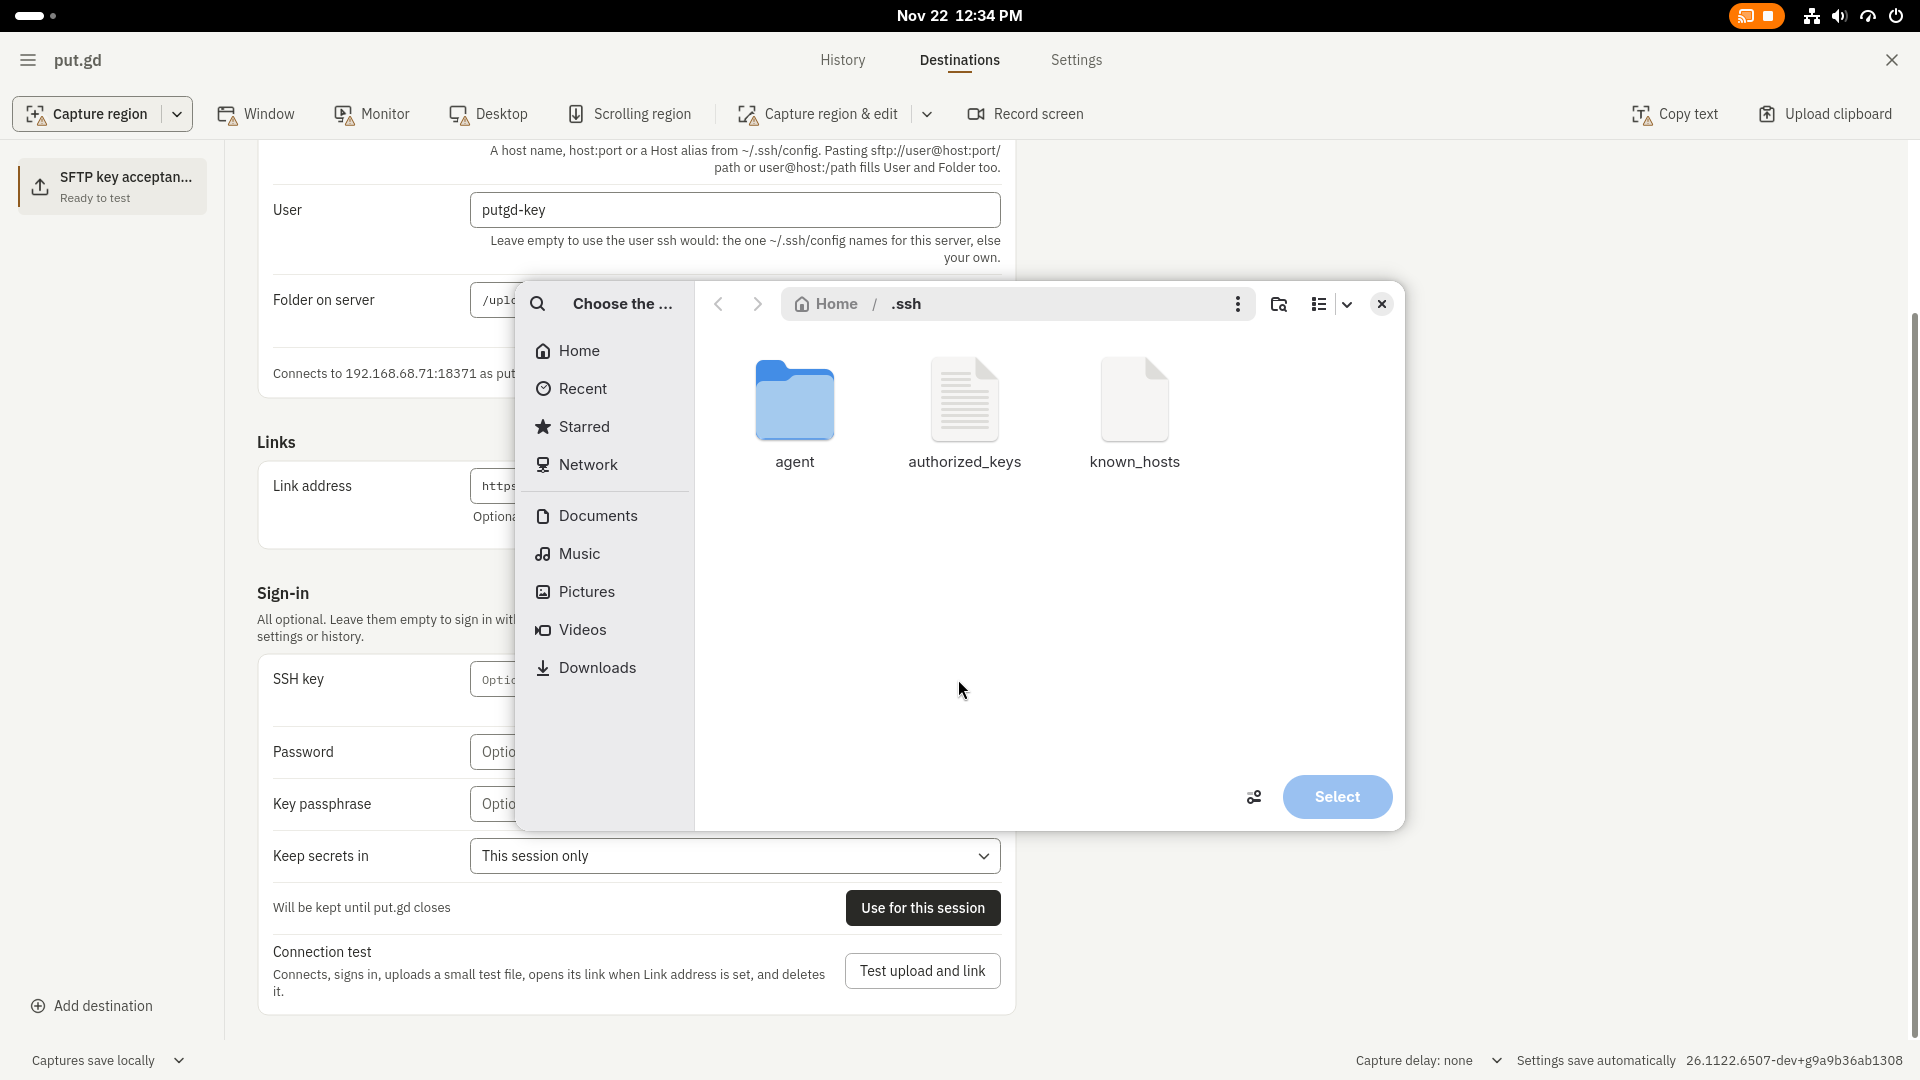 Nov 22 12:34 PM
put.gd
History
Destinations
Settings
Capture region
Window
Monitor
Desktop
Scrolling region
Capture region & edit
Record screen
Copy text
Upload clipboard
SFTP key acceptan...
Ready to test
A host name, host:port or a Host alias from ~/.ssh/config. Pasting sftp://user@host:port/
path or user@host:/path fills User and Folder too.
User
putgd-key
Leave empty to use the user ssh would: the one ~/.ssh/config names for this server, else
your own.
Folder on server
/uplo
Connects to 192.168.68.71:18371 as put
Links
Link address
https
Optiona
Sign-in
All optional. Leave them empty to sign in wit
settings or history.
SSH key
Optio
Password
Optio
Key passphrase
Optio
Keep secrets in
This session only
Will be kept until put.gd closes
Use for this session
Connection test
Connects, signs in, uploads a small test file, opens its link when Link address is set, and deletes
it.
Test upload and link
Choose the ...
Home / .ssh
Home
Recent
Starred
Network
Documents
Music
Pictures
Videos
Downloads
agent
authorized_keys
known_hosts
Select
Add destination
Captures save locally
Capture delay: none
Settings save automatically
26.1122.6507-dev+g9a9b36ab1308